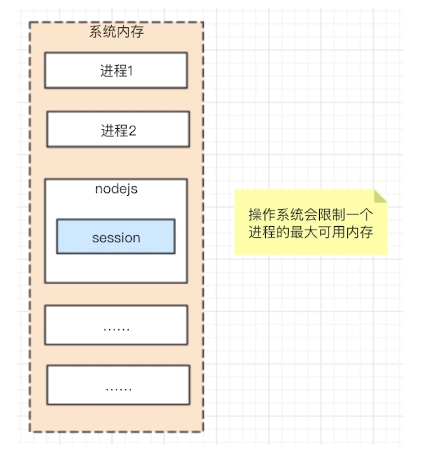 系统内存
进程1
进程2
nodejs
session
操作系统会限制一个
进程的最大可用内存
……
……